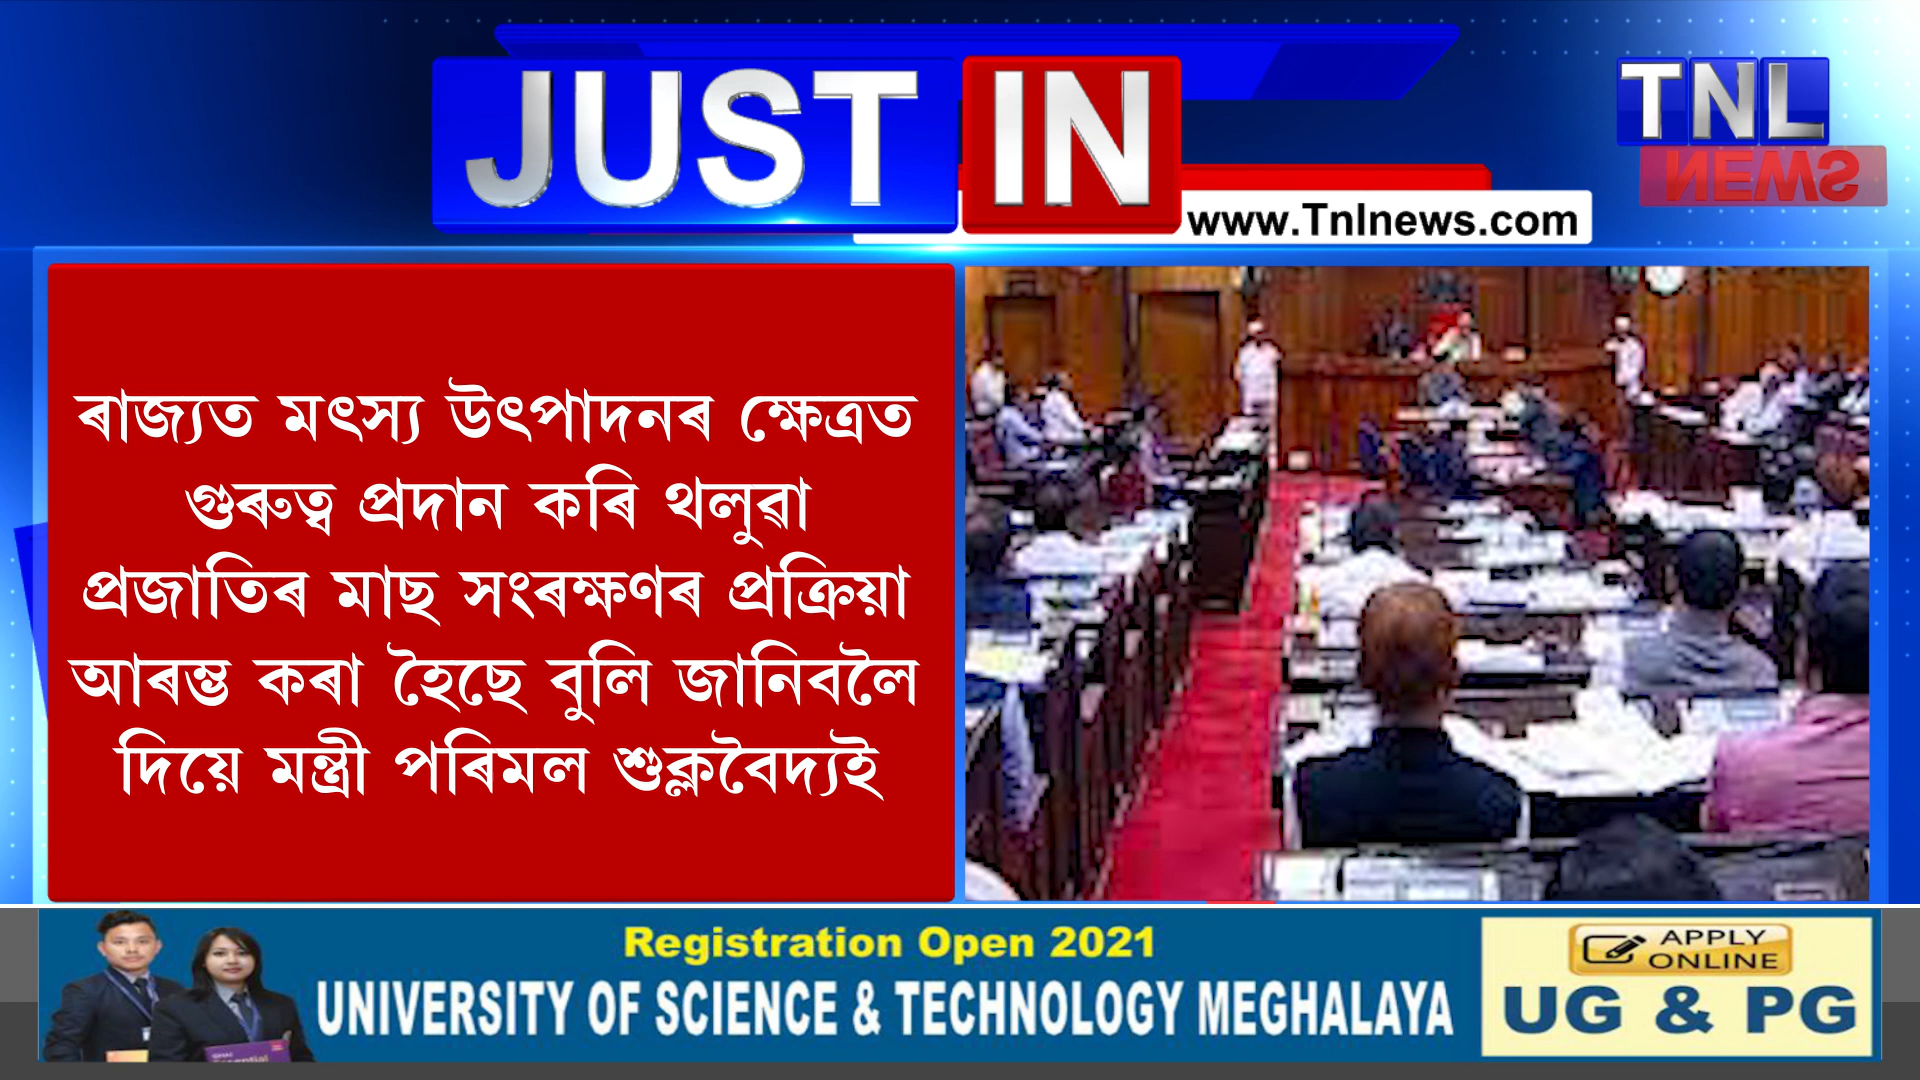 JUST IN
TNL
NEWS
www.Tnlnews.com
ৰাজ্যত মৎস্য উৎপাদনৰ ক্ষেত্ৰত
গুৰুত্ব প্ৰদান কৰি থলুৱা
প্ৰজাতিৰ মাছ সংৰক্ষণৰ প্ৰক্ৰিয়া
আৰম্ভ কৰা হৈছে বুলি জানিবলৈ
দিয়ে মন্ত্ৰী পৰিমল শুক্লবৈদ্যই
Registration Open 2021
UNIVERSITY OF SCIENCE & TECHNOLOGY MEGHALAYA
APPLY
ONLINE
UG & PG